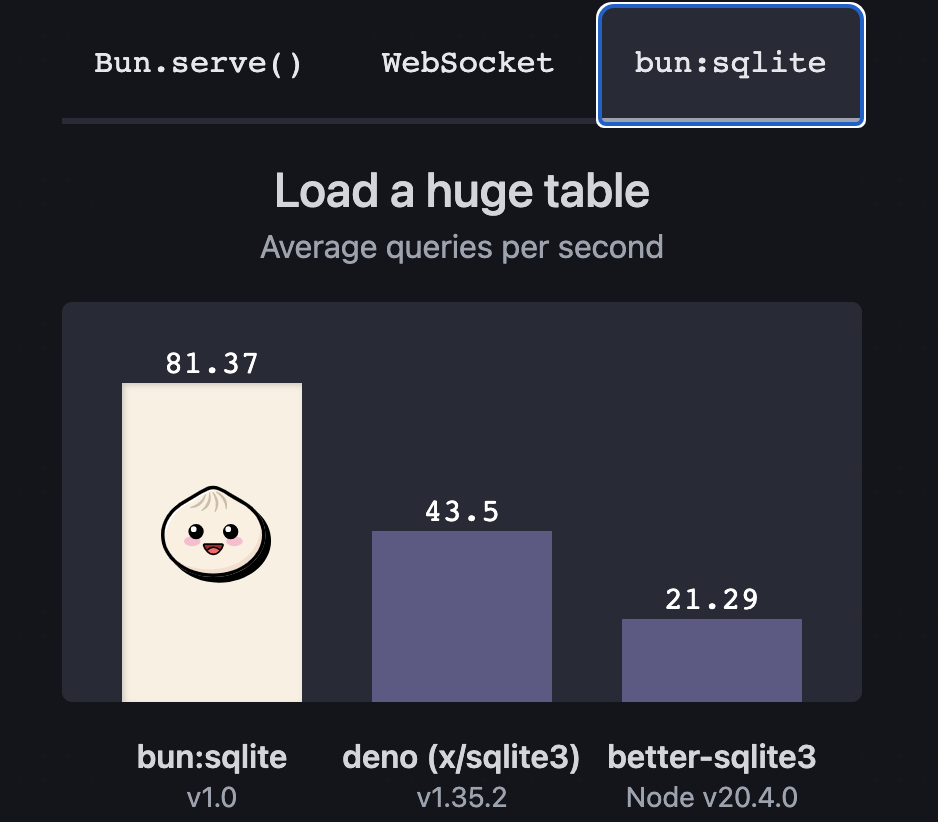 Bun.serve() WebSocket bun:sqlite
Load a huge table
Average queries per second
81.37
43.5
21.29
bun:sqlite deno (x/sqlite3) better-sqlite3
v1.0 v1.35.2 Node v20.4.0